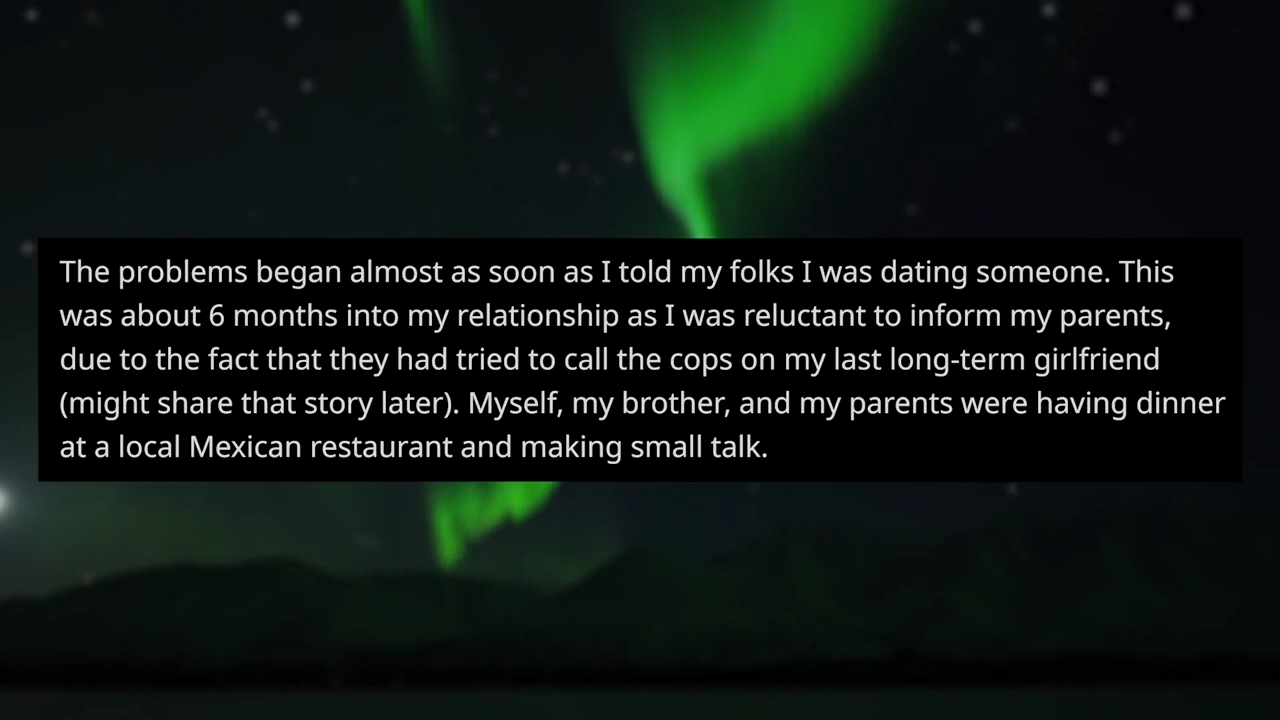 The problems began almost as soon as I told my folks I was dating someone. This
was about 6 months into my relationship as I was reluctant to inform my parents,
due to the fact that they had tried to call the cops on my last long-term girlfriend
(might share that story later). Myself, my brother, and my parents were having dinner
at a local Mexican restaurant and making small talk.